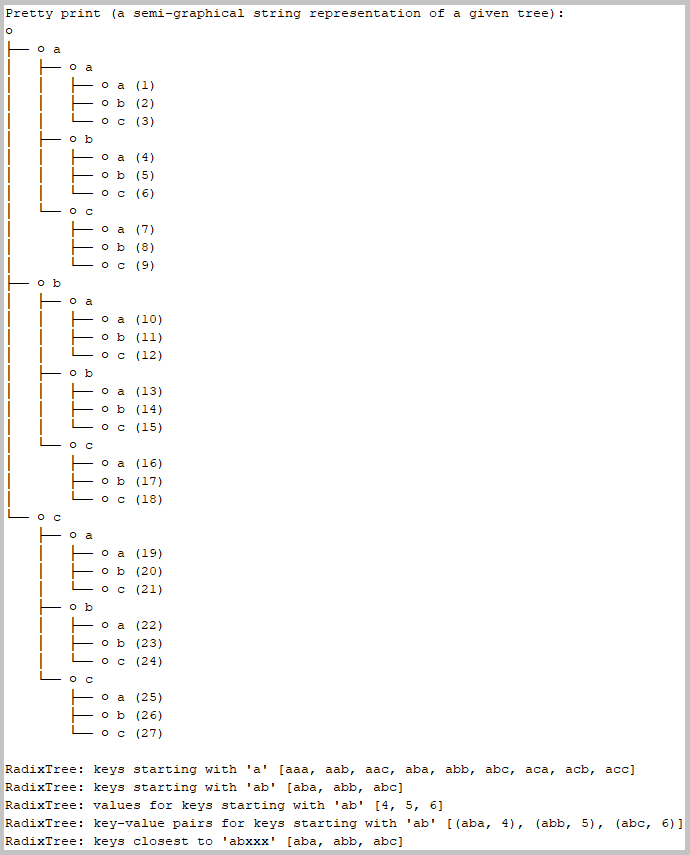 Pretty print (a semi-graphical string representation of a given tree):
○
├── ○ a
│   ├── ○ a
│   │   ├── ○ a (1)
│   │   ├── ○ b (2)
│   │   └── ○ c (3)
│   ├── ○ b
│   │   ├── ○ a (4)
│   │   ├── ○ b (5)
│   │   └── ○ c (6)
│   └── ○ c
│       ├── ○ a (7)
│       ├── ○ b (8)
│       └── ○ c (9)
├── ○ b
│   ├── ○ a
│   │   ├── ○ a (10)
│   │   ├── ○ b (11)
│   │   └── ○ c (12)
│   ├── ○ b
│   │   ├── ○ a (13)
│   │   ├── ○ b (14)
│   │   └── ○ c (15)
│   └── ○ c
│       ├── ○ a (16)
│       ├── ○ b (17)
│       └── ○ c (18)
└── ○ c
    ├── ○ a
    │   ├── ○ a (19)
    │   ├── ○ b (20)
    │   └── ○ c (21)
    ├── ○ b
    │   ├── ○ a (22)
    │   ├── ○ b (23)
    │   └── ○ c (24)
    └── ○ c
        ├── ○ a (25)
        ├── ○ b (26)
        └── ○ c (27)

RadixTree: keys starting with 'a' [aaa, aab, aac, aba, abb, abc, aca, acb, acc]
RadixTree: keys starting with 'ab' [aba, abb, abc]
RadixTree: values for keys starting with 'ab' [4, 5, 6]
RadixTree: key-value pairs for keys starting with 'ab' [(aba, 4), (abb, 5), (abc, 6)]
RadixTree: keys closest to 'abxxx' [aba, abb, abc]